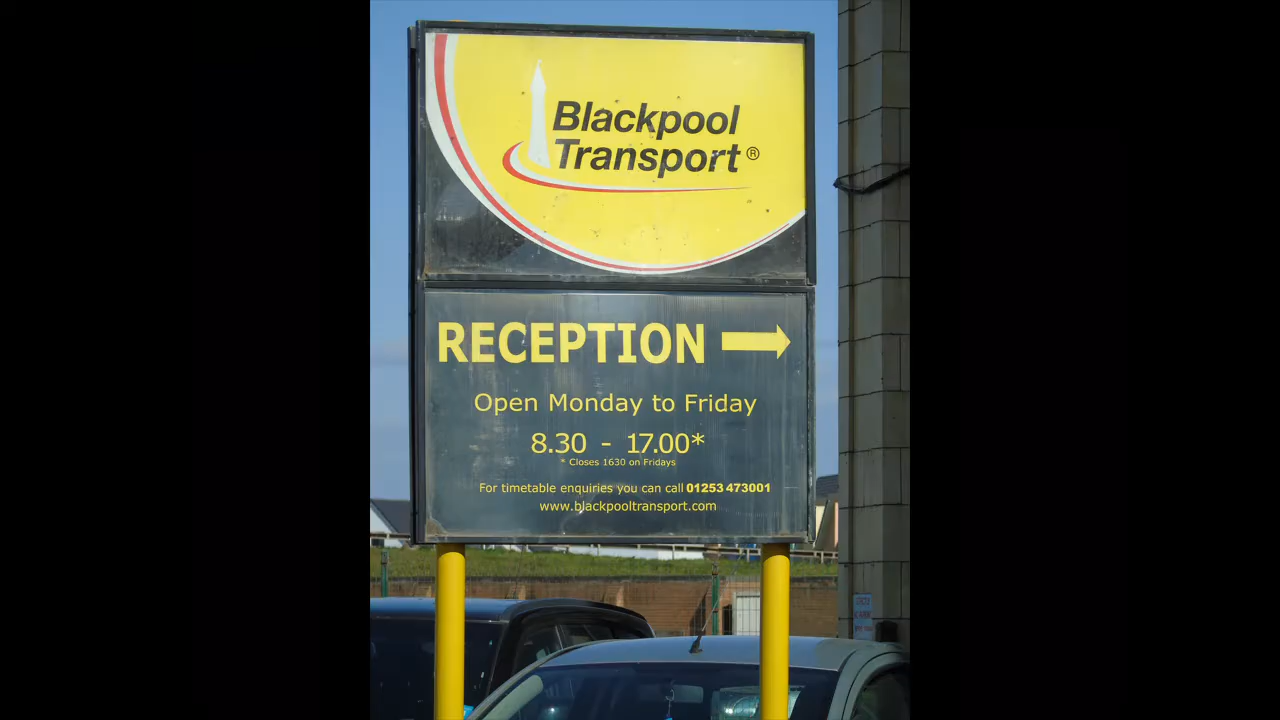 Blackpool
Transport®
RECEPTION
Open Monday to Friday
8.30 - 17.00*
* Closes 1630 on Fridays
For timetable enquiries you can call 01253 473001
www.blackpooltransport.com